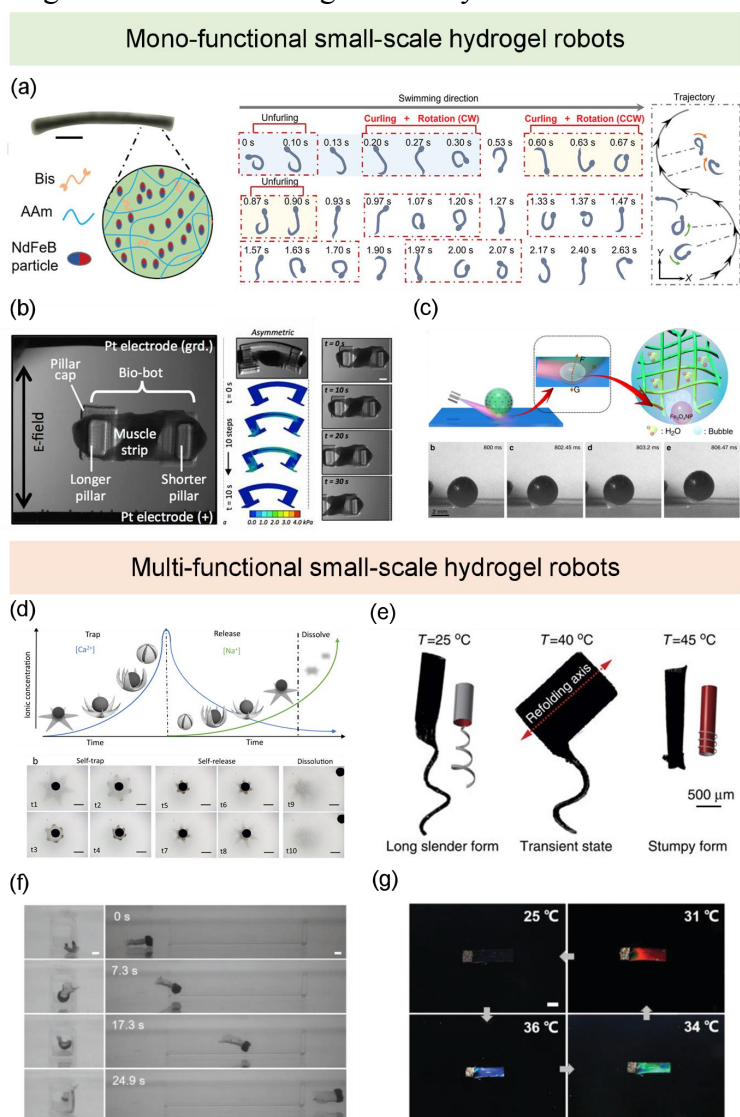 Mono-functional small-scale hydrogel robots
(a)
Bis
AAm
NdFeB
particle
Swimming direction
Unfurling
Curling + Rotation (CW)
Curling + Rotation (CCW)
Trajectory
0 s 0.10 s 0.13 s 0.20 s 0.27 s 0.30 s 0.53 s 0.60 s 0.63 s 0.67 s
Unfurling
0.87 s 0.90 s 0.93 s 0.97 s 1.07 s 1.20 s 1.27 s 1.33 s 1.37 s 1.47 s
1.57 s 1.63 s 1.70 s 1.90 s 1.97 s 2.00 s 2.07 s 2.17 s 2.40 s 2.63 s
Y
X
(b)
Pt electrode (grd.)
Pillar
cap
Bio-bot
E-field
Muscle
strip
Longer
pillar
Shorter
pillar
Pt electrode (+)
Asymmetric
t = 0s
10 steps
t = 10 s
0.0 1.0 2.0 3.0 4.0 kPa
t = 0 s
t = 10 s
t = 20 s
t = 30 s
(c)
F
G
Fe3O4NP
: H2O : Bubble
b 800 ms
c 802.45 ms
d 803.2 ms
e 806.47 ms
2 mm
Multi-functional small-scale hydrogel robots
(d)
Ionic concentration
Trap
[Ca2+]
Release
[Na+]
Dissolve
Time
Time
b
Self-trap
Self-release
Dissolution
t1 t2 t5 t6 t9
t3 t4 t7 t8 t10
(e)
T=25 °C
T=40 °C
T=45 °C
Refolding axis
500 μm
Long slender form
Transient state
Stumpy form
(f)
0 s
7.3 s
17.3 s
24.9 s
(g)
25 ℃
31 ℃
36 ℃
34 ℃